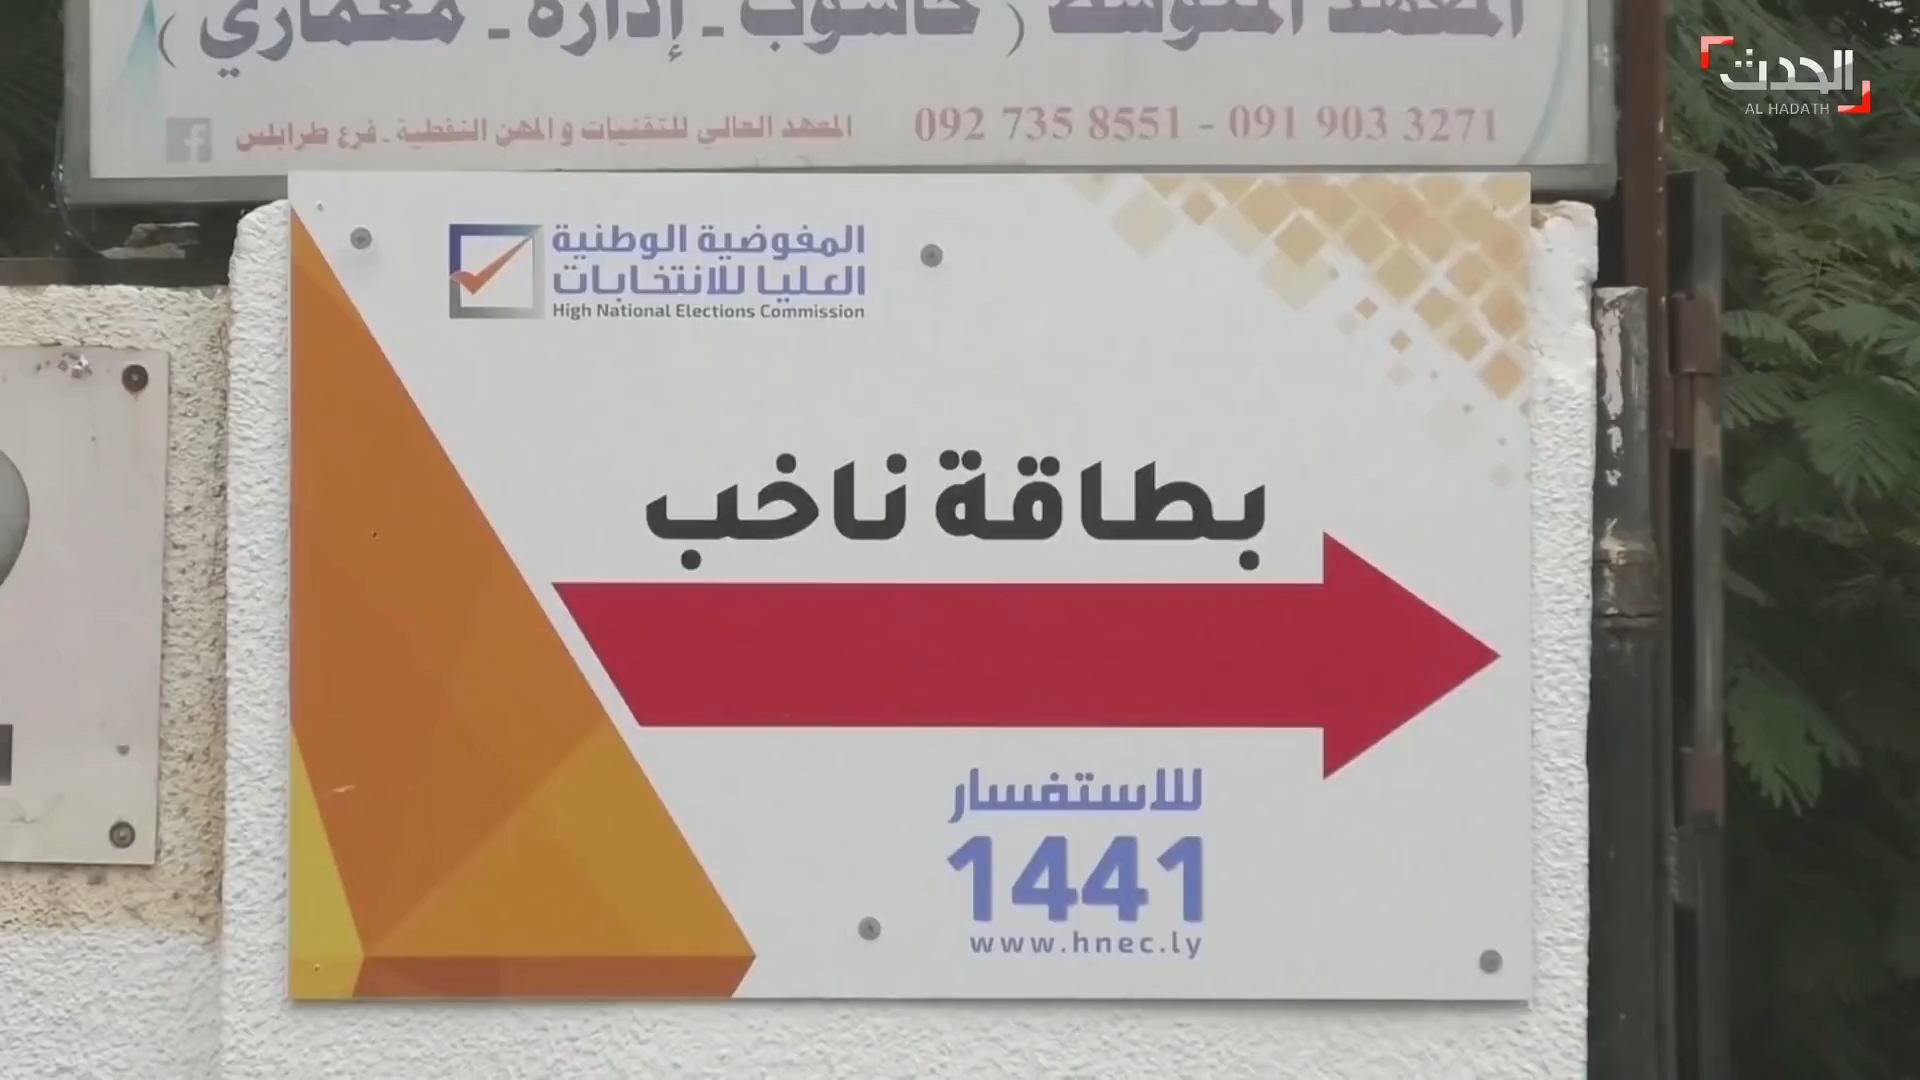 المعهد المتوسط ( حاسوب - إدارة - معماري )
092 735 8551 - 091 903 3271
المعهد العالي للتقنيات والمهن النفطية - فرع طرابلس
الحدث
AL HADATH
المفوضية الوطنية
العليا للانتخابات
High National Elections Commission
بطاقة ناخب
للاستفسار
1441
www.hnec.ly